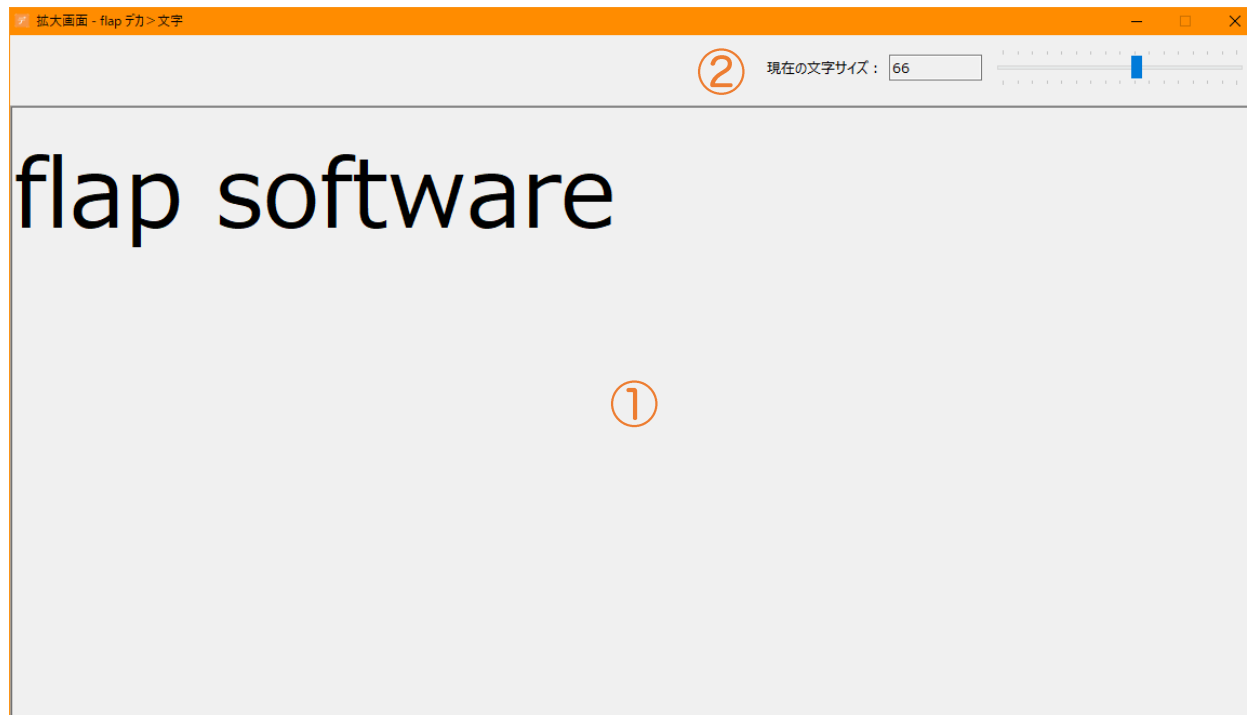 拡大画面 - flap デカ＞文字
② 現在の文字サイズ： 66
flap software
①